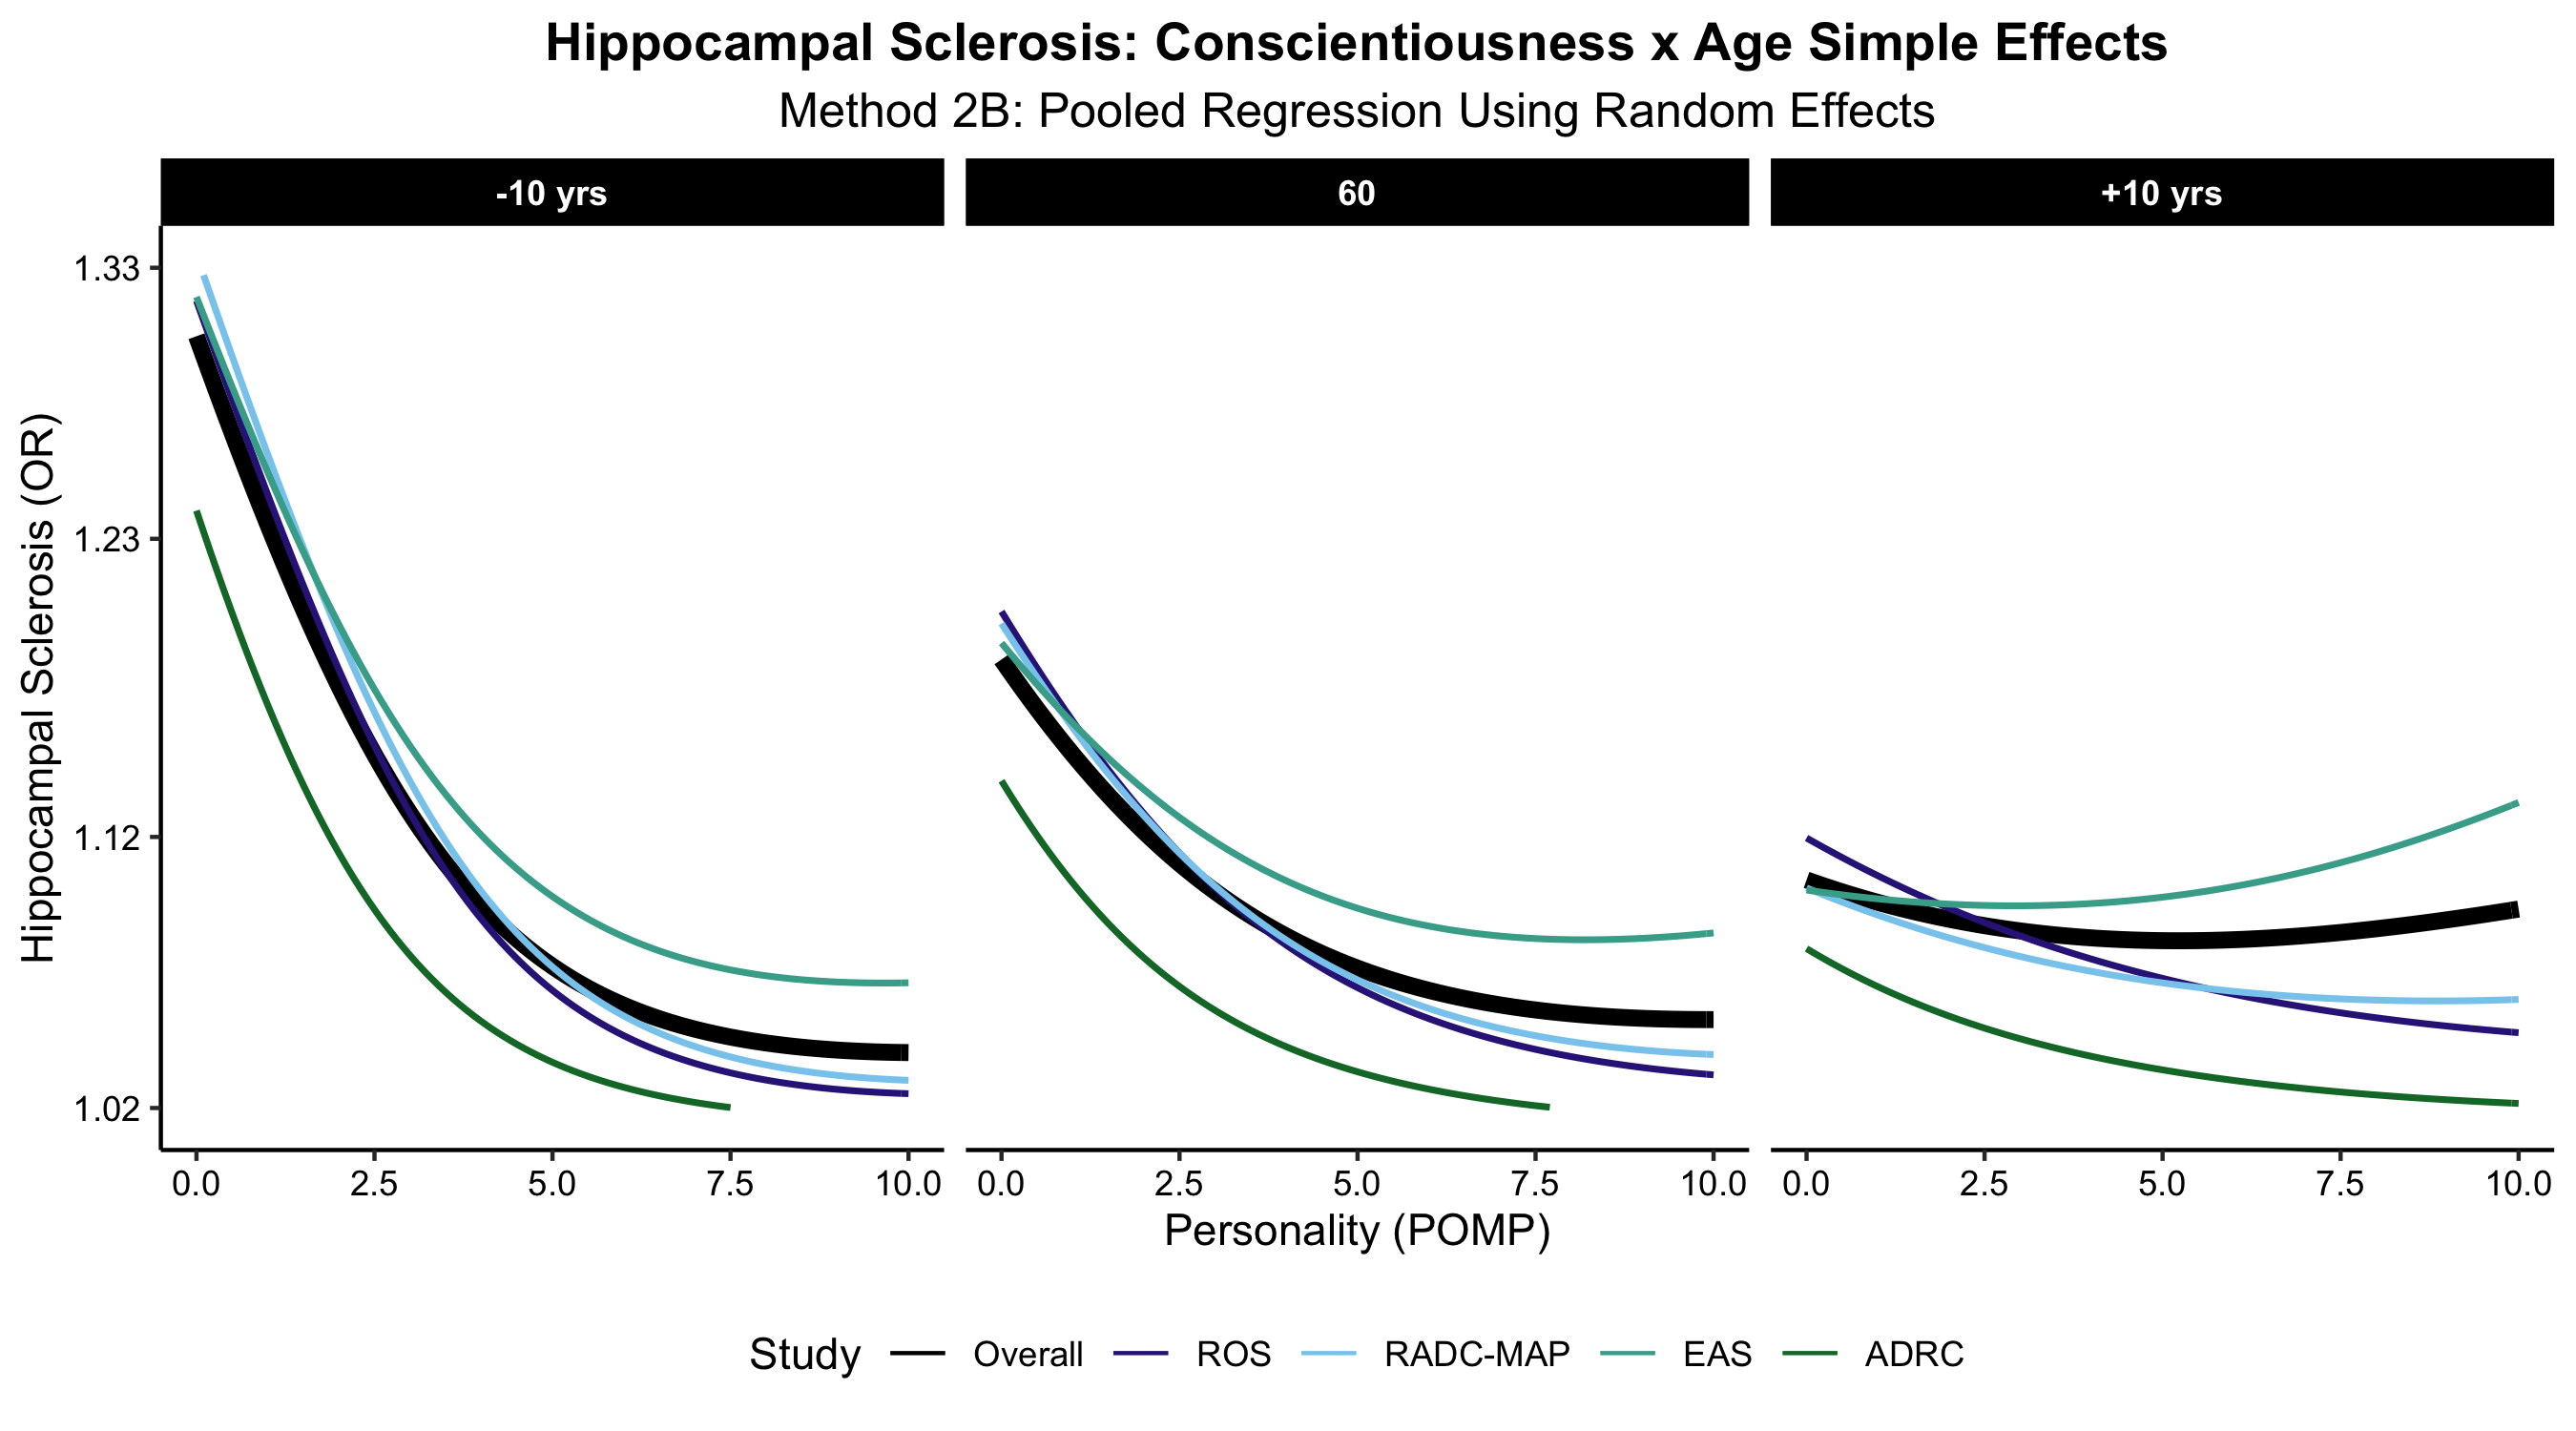 Hippocampal Sclerosis: Conscientiousness x Age Simple Effects
Method 2B: Pooled Regression Using Random Effects
-10 yrs 60 +10 yrs
Hippocampal Sclerosis (OR)
1.33
1.23
1.12
1.02
0.0 2.5 5.0 7.5 10.0 0.0 2.5 5.0 7.5 10.0 0.0 2.5 5.0 7.5 10.0
Personality (POMP)
Study Overall ROS RADC-MAP EAS ADRC